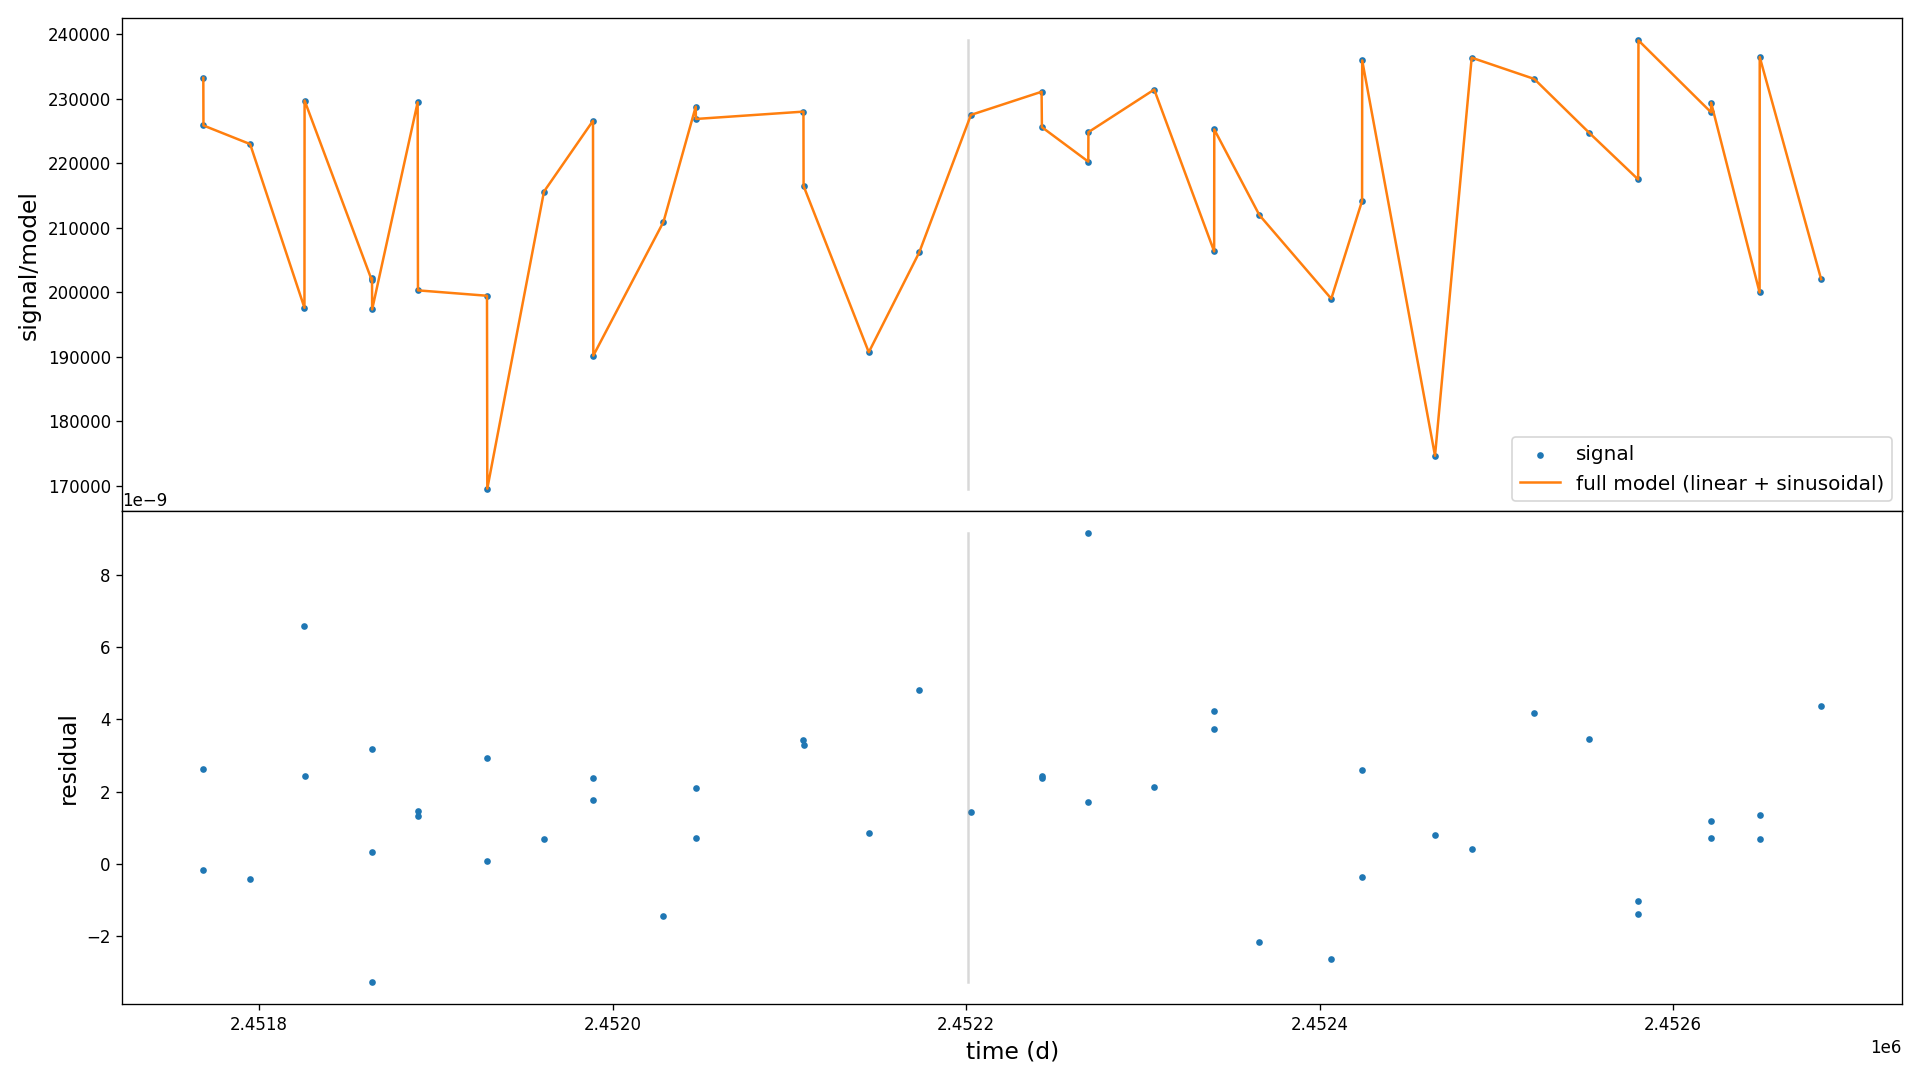 240000
230000
220000
210000
200000
190000
180000
170000
signal/model
signal
full model (linear + sinusoidal)
1e−9
8
6
4
2
0
−2
residual
2.4518
2.4520
2.4522
2.4524
2.4526
time (d)
1e6